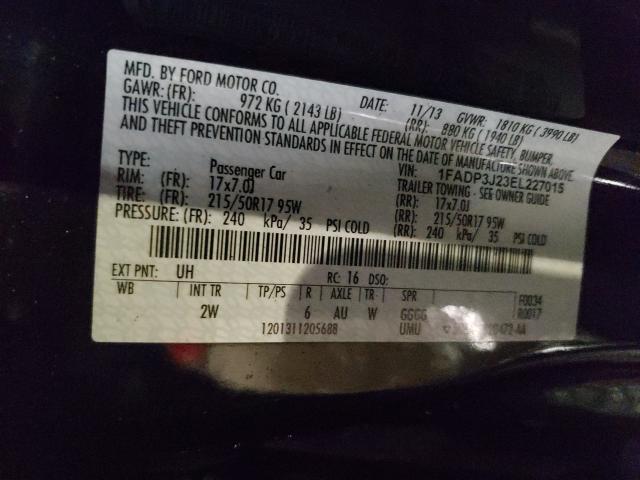 MFD. BY FORD MOTOR CO.
DATE: 11/13 GVWR: 1810 KG ( 3990 LB)
GAWR: (FR): 972 KG ( 2143 LB) (RR): 880 KG ( 1940 LB)
THIS VEHICLE CONFORMS TO ALL APPLICABLE FEDERAL MOTOR VEHICLE SAFETY, BUMPER,
AND THEFT PREVENTION STANDARDS IN EFFECT ON THE DATE OF MANUFACTURE SHOWN ABOVE.
VIN: 1FADP3J23EL227015
TYPE: Passenger Car TRAILER TOWING - SEE OWNER GUIDE
RIM: (FR): 17x7.0J (RR): 17x7.0J
TIRE: (FR): 215/50R17 95W (RR): 215/50R17 95W
PRESSURE: (FR): 240 kPa/ 35 PSI COLD (RR): 240 kPa/ 35 PSI COLD
EXT PNT: UH RC: 16 DSO:
WB INT TR TP/PS R AXLE TR SPR F0034
2W 6 AU W GGGG R0017
1201311205688 UMU